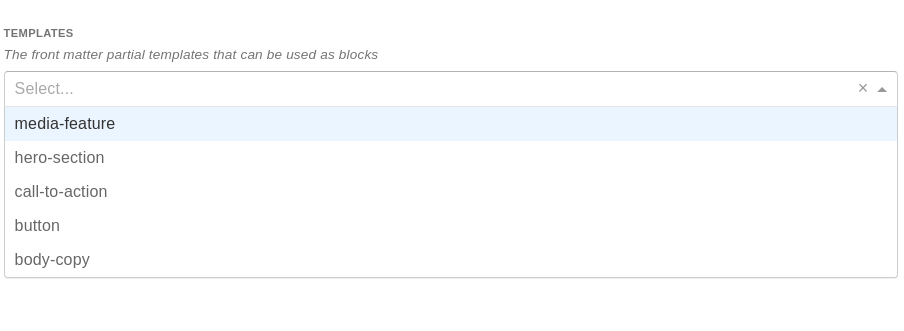 TEMPLATES
The front matter partial templates that can be used as blocks
Select... ×
media-feature
hero-section
call-to-action
button
body-copy